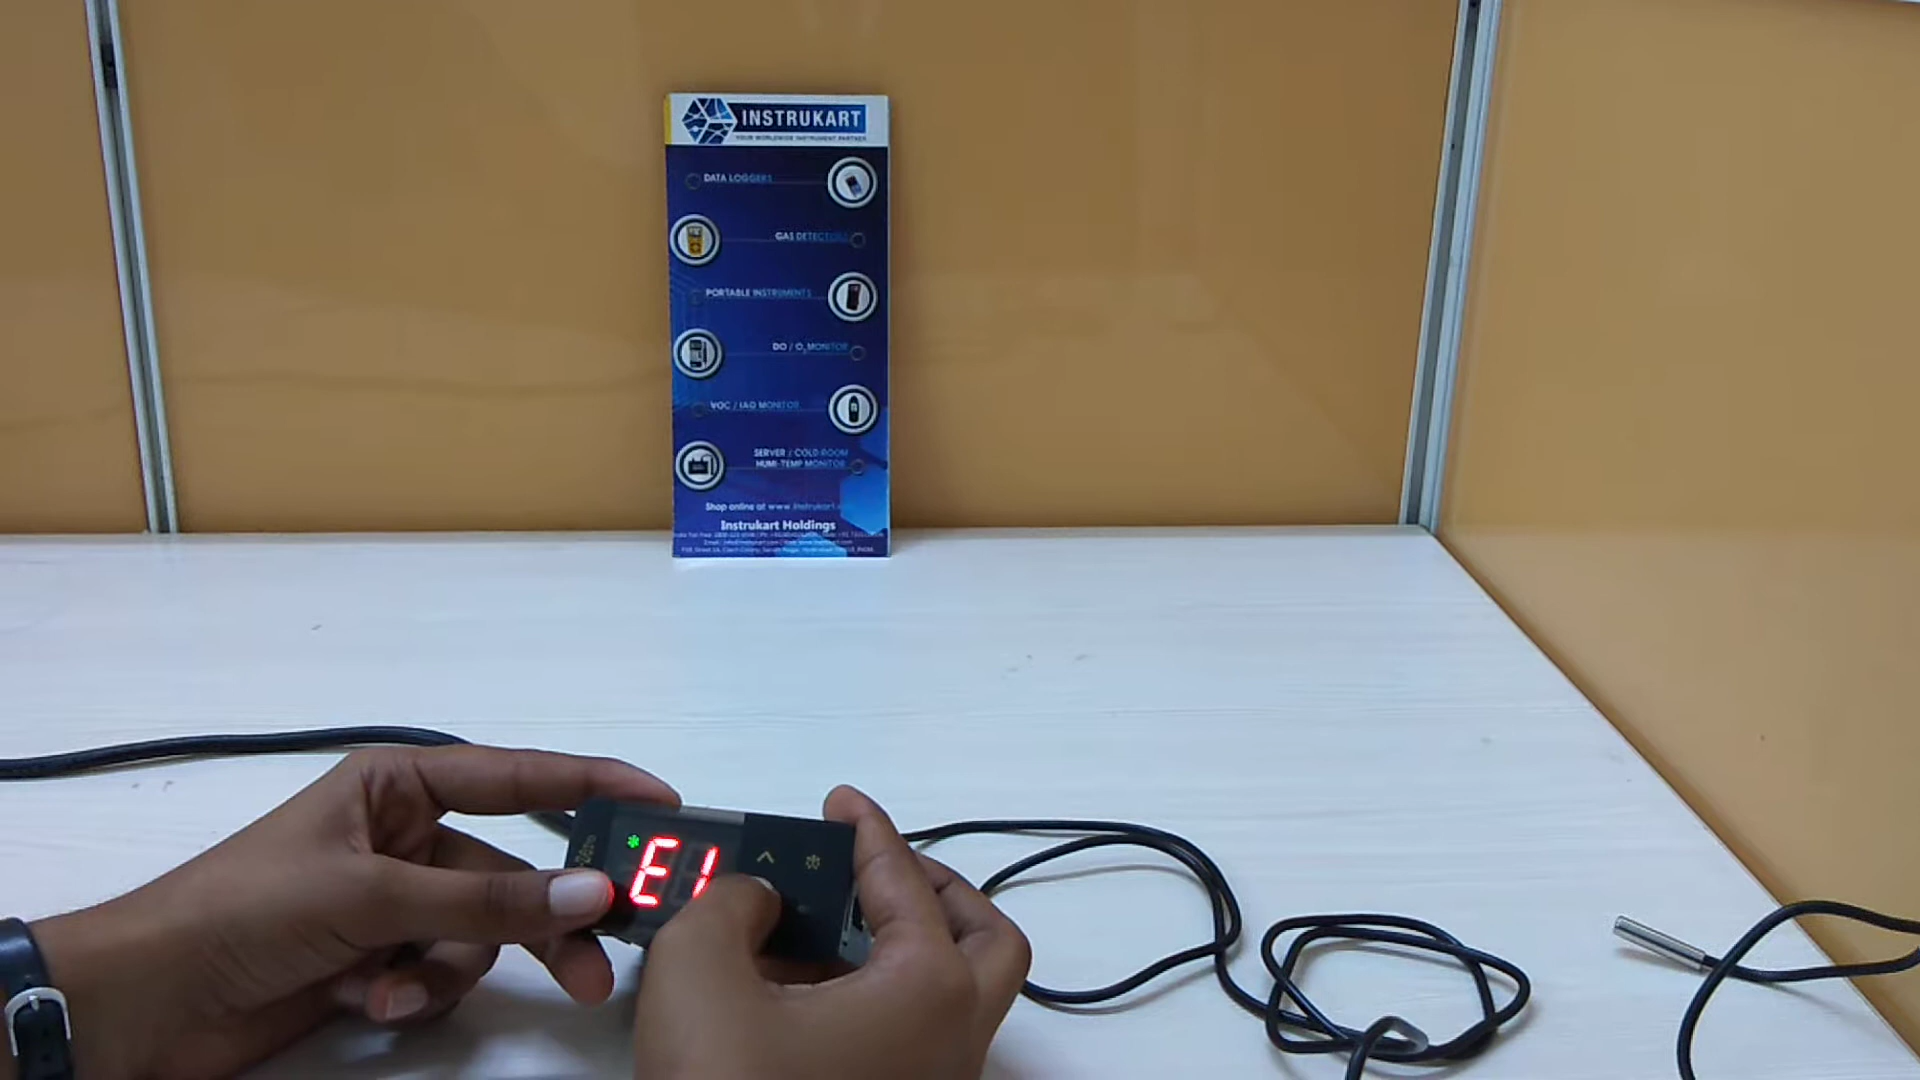 INSTRUKART
YOUR WORLDWIDE INSTRUMENT PARTNER
DATA LOGGERS
GAS DETECTORS
PORTABLE INSTRUMENTS
DO / O₂ MONITOR
VOC / IAQ MONITOR
SERVER / COLD ROOM
HUMI-TEMP MONITOR
Shop online at www.instrukart.
Instrukart Holdings
E1